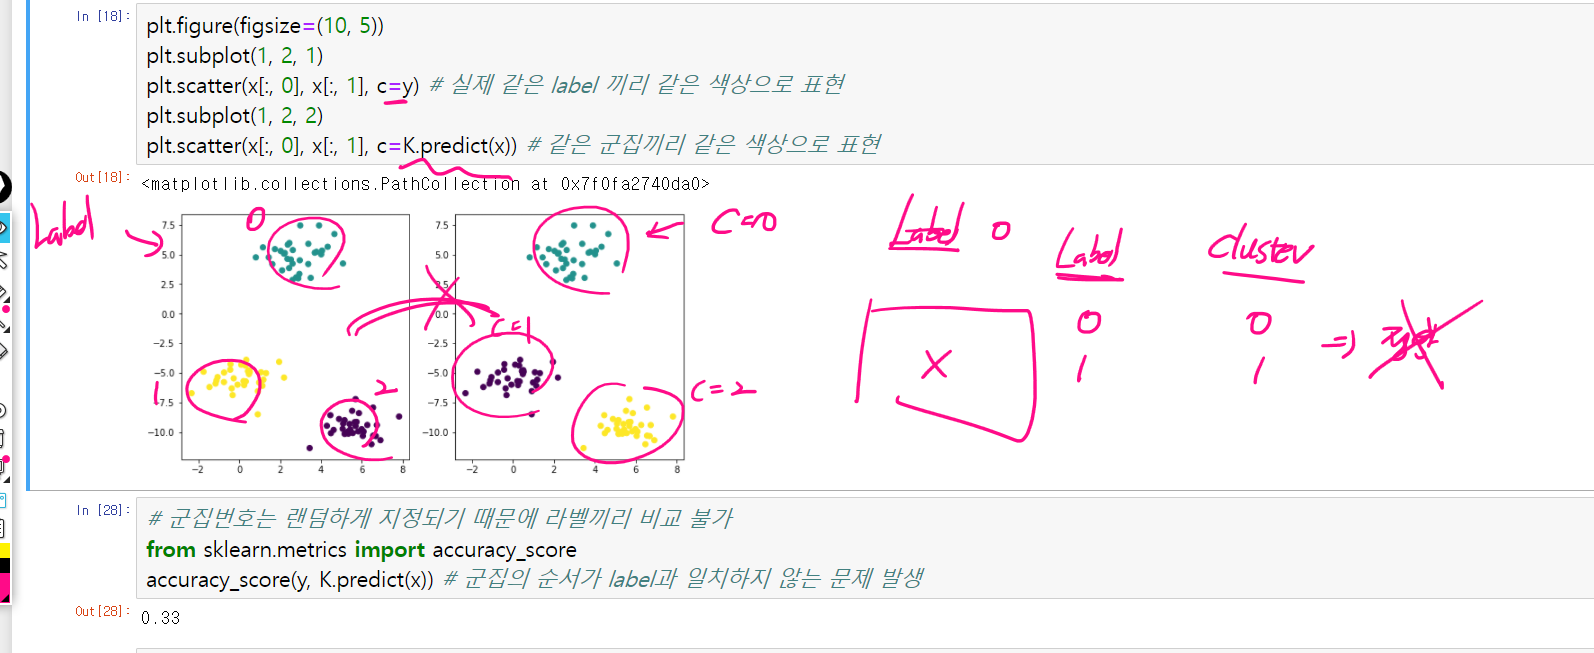 In [18]:
plt.figure(figsize=(10, 5))
plt.subplot(1, 2, 1)
plt.scatter(x[:, 0], x[:, 1], c=y) # 실제 같은 label 끼리 같은 색상으로 표현
plt.subplot(1, 2, 2)
plt.scatter(x[:, 0], x[:, 1], c=K.predict(x)) # 같은 군집끼리 같은 색상으로 표현
Out[18]:
<matplotlib.collections.PathCollection at 0x7f0fa2740da0>
Label
0
1
2
7.5
5.0
2.5
0.0
−2.5
−5.0
−7.5
−10.0
−2 0 2 4 6 8
C=0
C=1
C=2
7.5
5.0
2.5
0.0
−2.5
−5.0
−7.5
−10.0
−2 0 2 4 6 8
Label 0
X
Label Cluster
0 0
1 1
In [28]:
# 군집번호는 랜덤하게 지정되기 때문에 라벨끼리 비교 불가
from sklearn.metrics import accuracy_score
accuracy_score(y, K.predict(x)) # 군집의 순서가 label과 일치하지 않는 문제 발생
Out[28]:
0.33